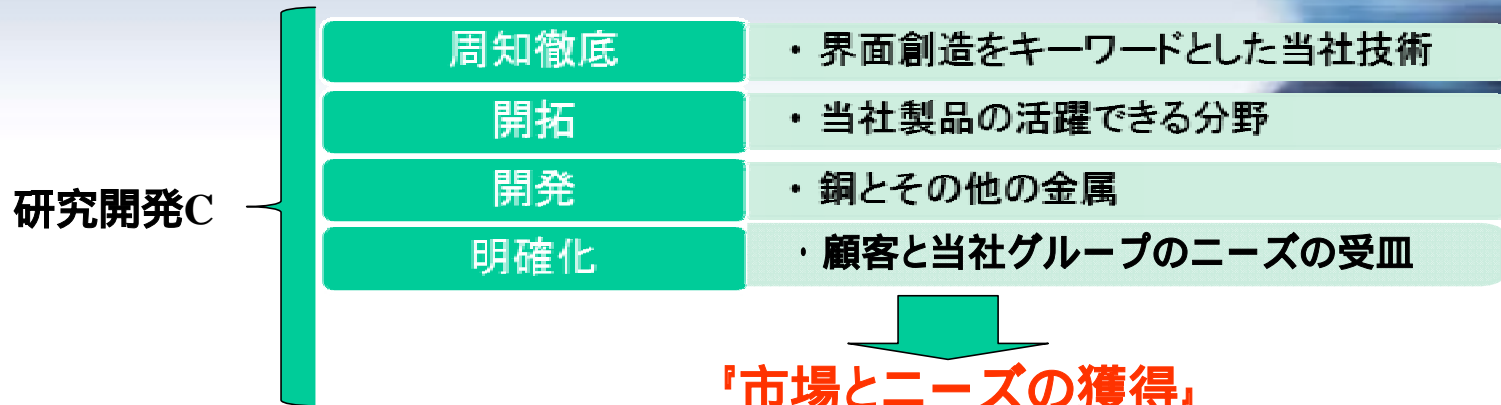 研究開発C
周知徹底
・ 界面創造をキーワードとした当社技術
開拓
・ 当社製品の活躍できる分野
開発
・ 銅とその他の金属
明確化
・顧客と当社グループのニーズの受皿
『市場とニーズの獲得』